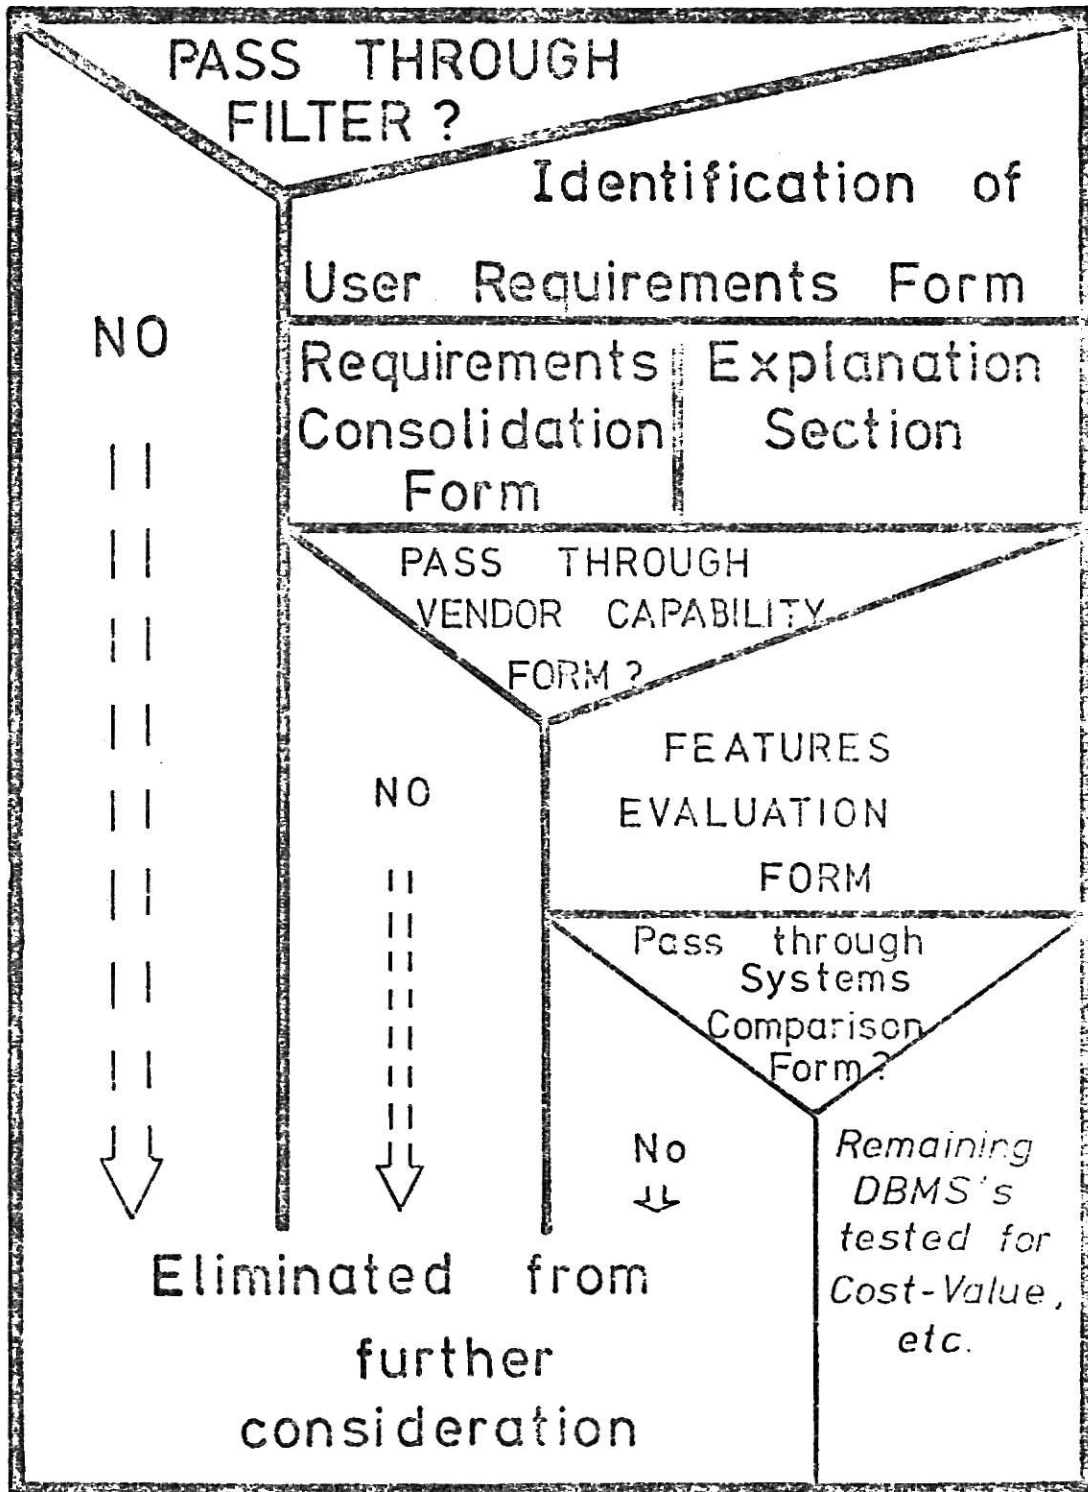 PASS THROUGH
FILTER ?
Identification of
User Requirements Form
NO
Requirements
Consolidation
Form
Explanation
Section
PASS THROUGH
VENDOR CAPABILITY
FORM ?
NO
FEATURES
EVALUATION
FORM
Pass through
Systems
Comparison
Form?
No
Remaining
DBMS's
tested for
Cost-Value,
etc.
Eliminated from
further
consideration